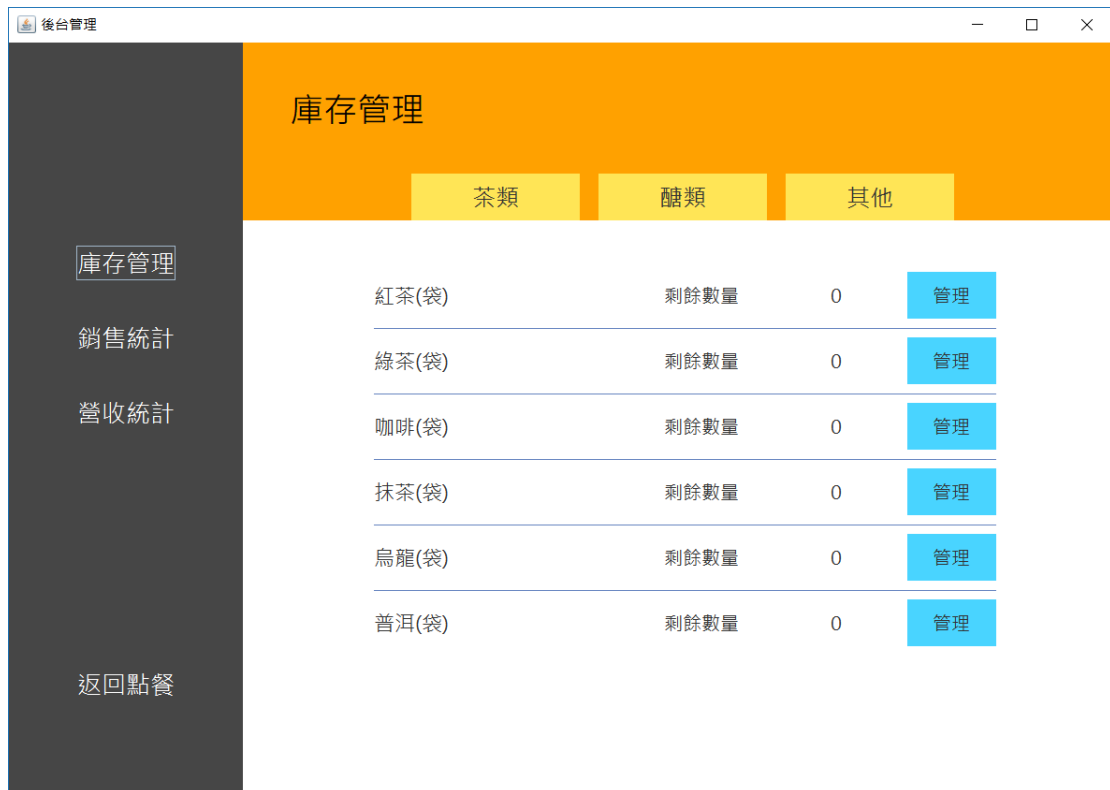 後台管理
庫存管理
茶類 醣類 其他
庫存管理
銷售統計
營收統計
返回點餐
紅茶(袋) 剩餘數量 0 管理
綠茶(袋) 剩餘數量 0 管理
咖啡(袋) 剩餘數量 0 管理
抹茶(袋) 剩餘數量 0 管理
烏龍(袋) 剩餘數量 0 管理
普洱(袋) 剩餘數量 0 管理